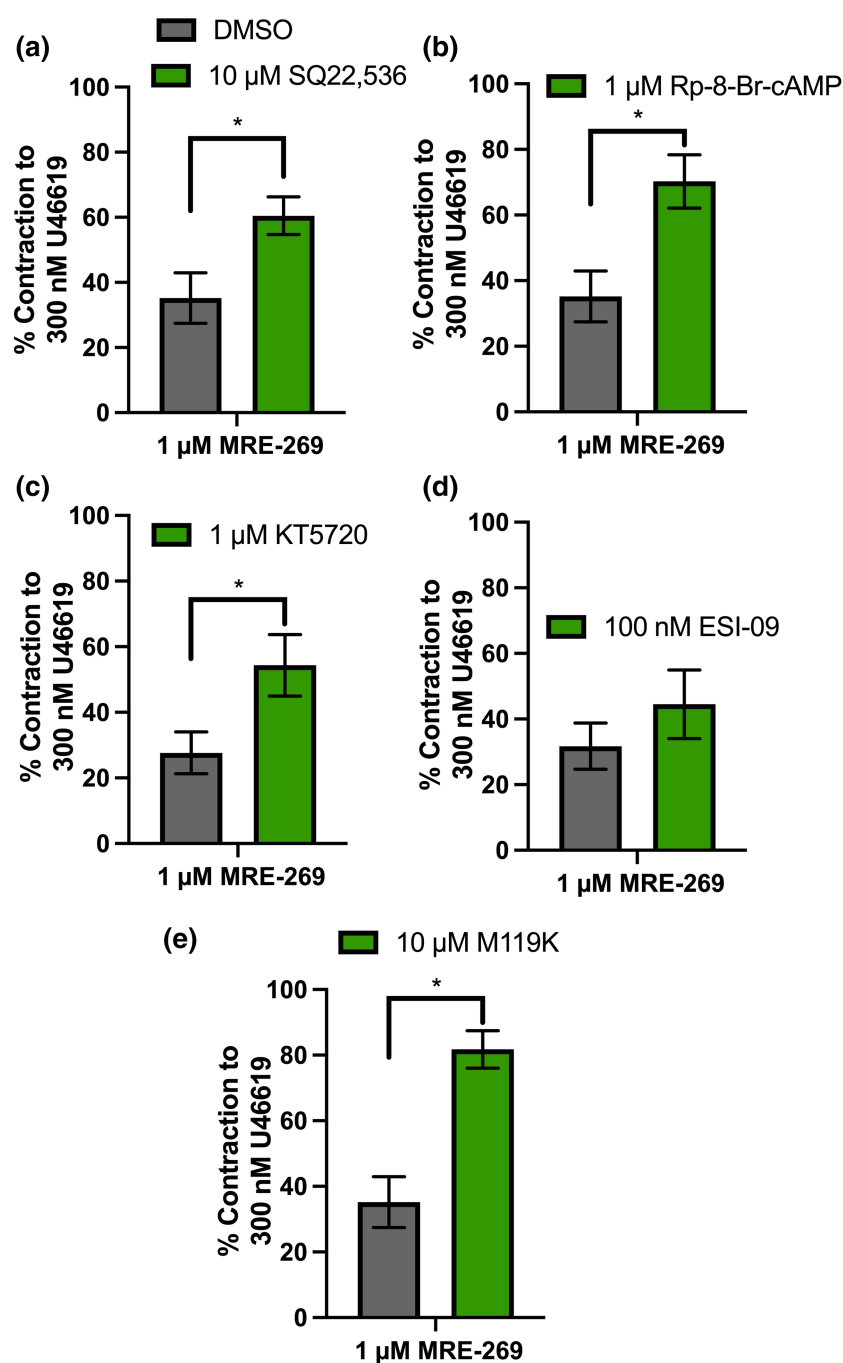 (a)
DMSO
10 µM SQ22,536
% Contraction to
300 nM U46619
100
80
60
40
20
0
*
1 µM MRE-269
(b)
1 µM Rp-8-Br-cAMP
% Contraction to
300 nM U46619
100
80
60
40
20
0
*
1 µM MRE-269
(c)
1 µM KT5720
% Contraction to
300 nM U46619
100
80
60
40
20
0
*
1 µM MRE-269
(d)
100 nM ESI-09
% Contraction to
300 nM U46619
100
80
60
40
20
0
1 µM MRE-269
(e)
10 µM M119K
% Contraction to
300 nM U46619
100
80
60
40
20
0
*
1 µM MRE-269